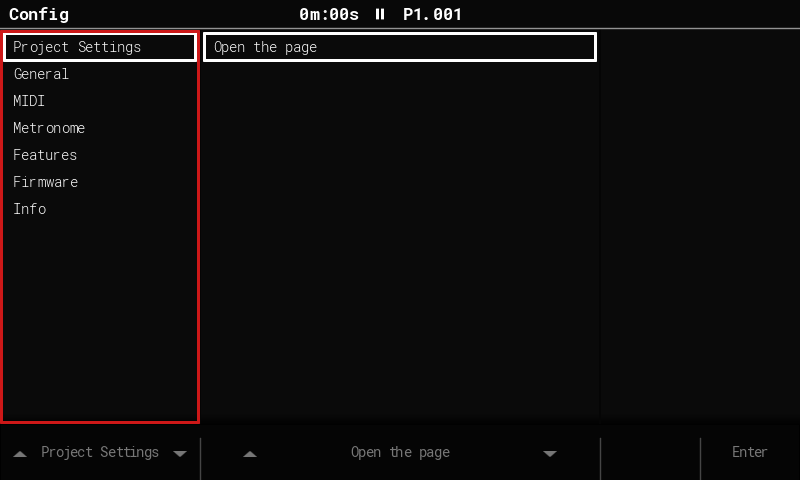 Config 0m:00s P1.001
Project Settings Open the page
General
MIDI
Metronome
Features
Firmware
Info
Project Settings Open the page Enter